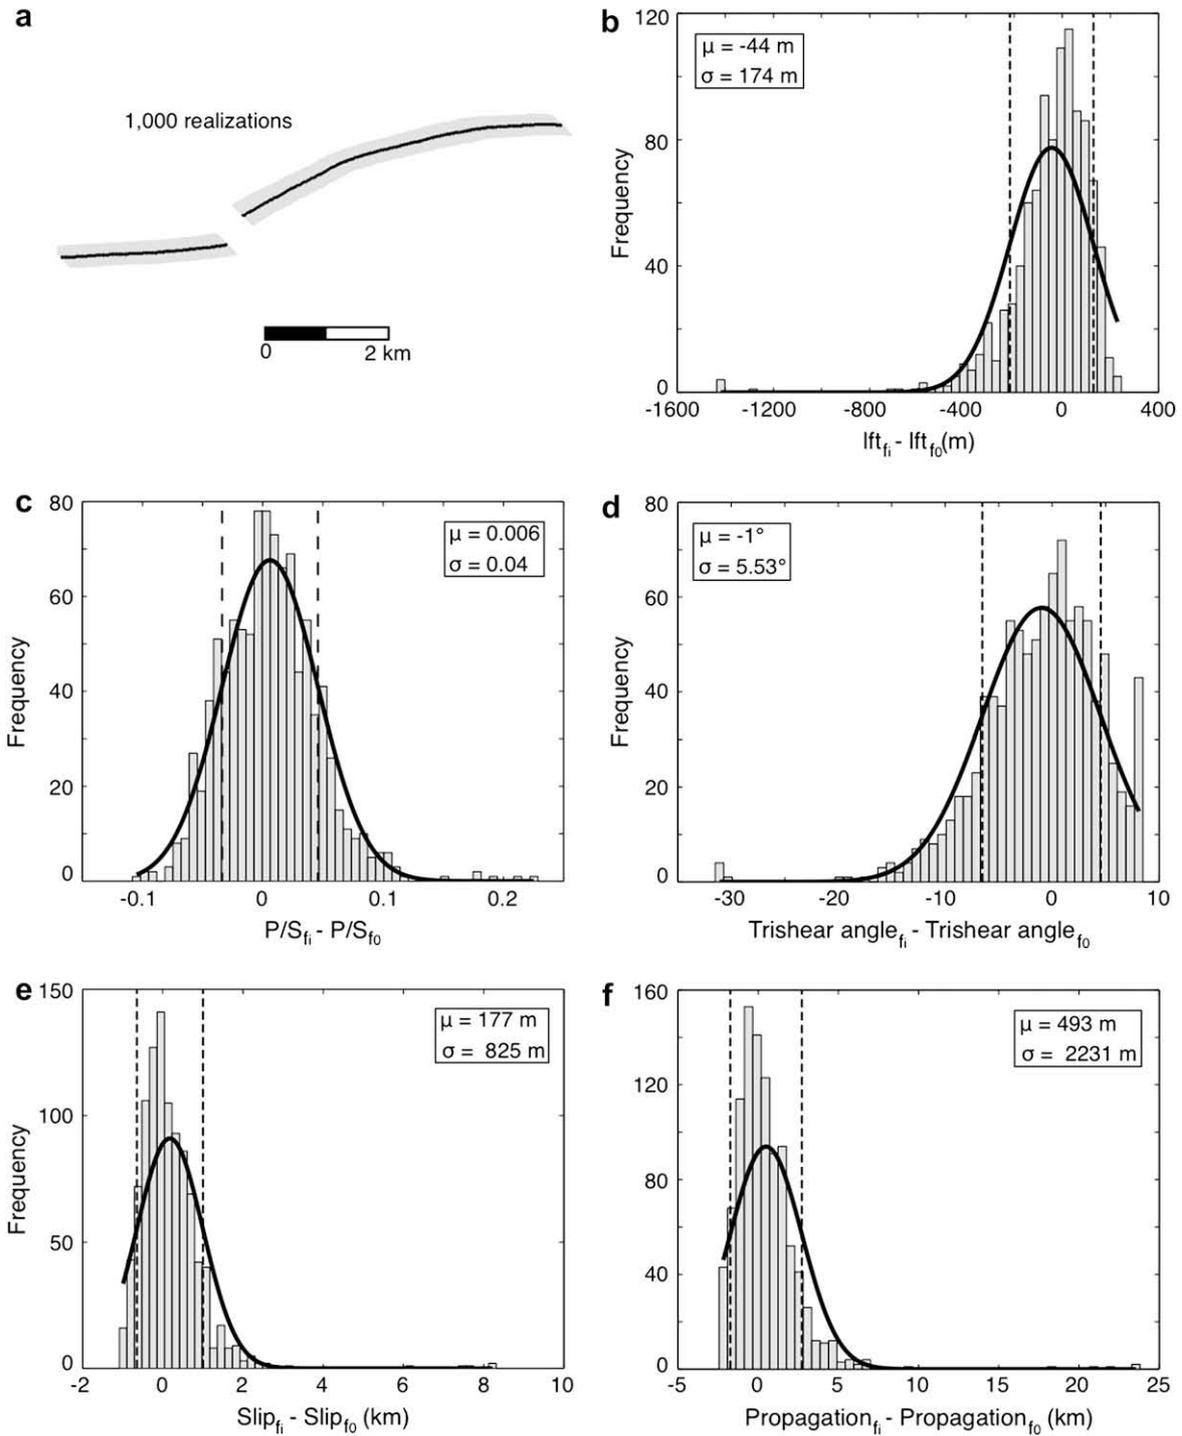 a
1,000 realizations
0 2 km
b
120
80
40
0
Frequency
μ = -44 m
σ = 174 m
-1600 -1200 -800 -400 0 400
lft_fi - lft_f0(m)
c
80
60
40
20
0
Frequency
μ = 0.006
σ = 0.04
-0.1 0 0.1 0.2
P/S_fi - P/S_f0
d
80
60
40
20
0
Frequency
μ = -1°
σ = 5.53°
-30 -20 -10 0 10
Trishear angle_fi - Trishear angle_f0
e
150
100
50
0
Frequency
μ = 177 m
σ = 825 m
-2 0 2 4 6 8 10
Slip_fi - Slip_f0 (km)
f
160
120
80
40
0
μ = 493 m
σ = 2231 m
-5 0 5 10 15 20 25
Propagation_fi - Propagation_f0 (km)